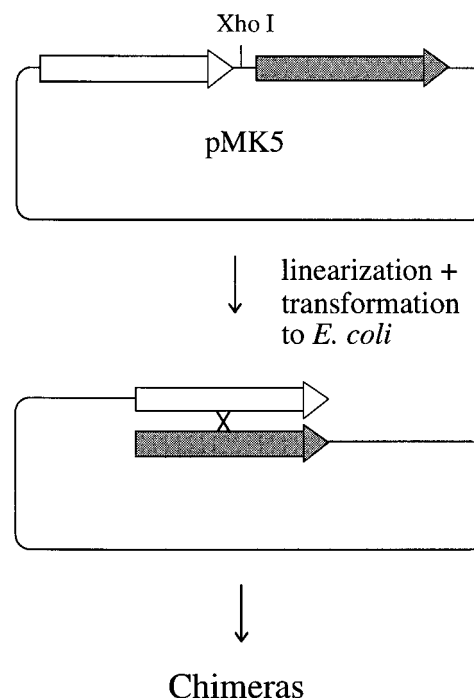 Xho I
pMK5
linearization +
transformation
to E. coli
Chimeras